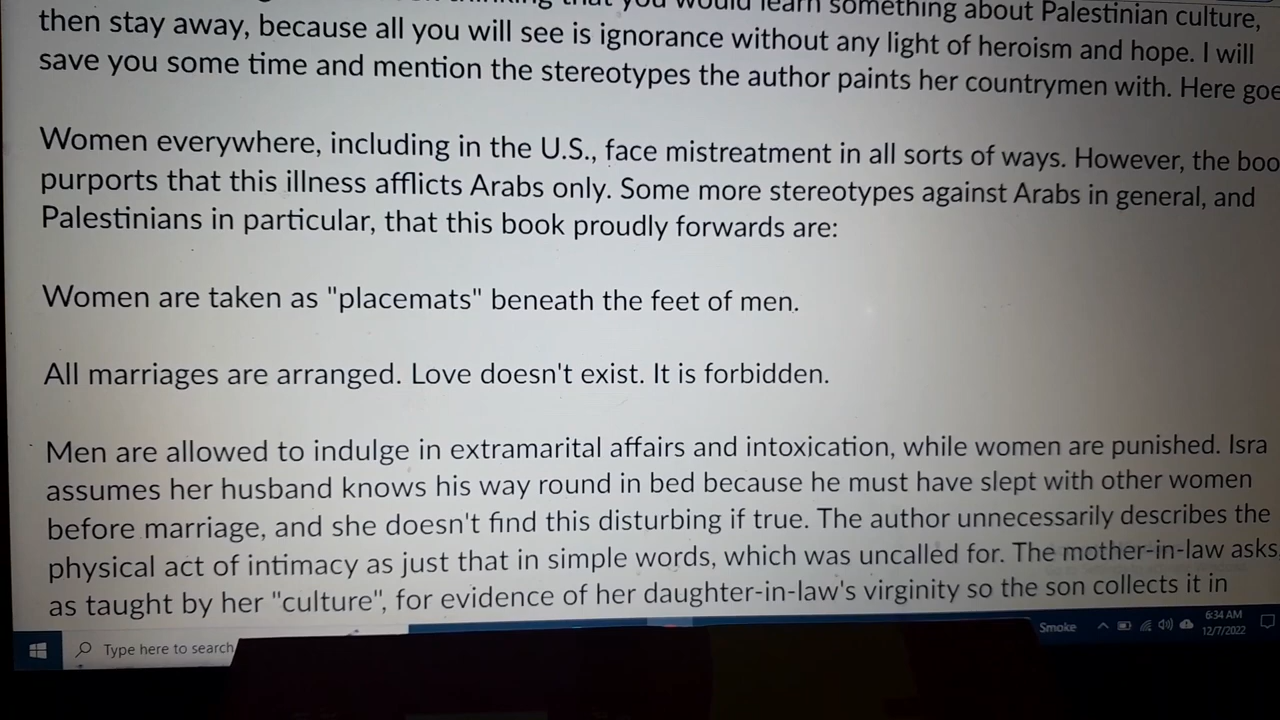 that you would learn something about Palestinian culture,
then stay away, because all you will see is ignorance without any light of heroism and hope. I will
save you some time and mention the stereotypes the author paints her countrymen with. Here goe
Women everywhere, including in the U.S., face mistreatment in all sorts of ways. However, the boo
purports that this illness afflicts Arabs only. Some more stereotypes against Arabs in general, and
Palestinians in particular, that this book proudly forwards are:
Women are taken as "placemats" beneath the feet of men.
All marriages are arranged. Love doesn't exist. It is forbidden.
Men are allowed to indulge in extramarital affairs and intoxication, while women are punished. Isra
assumes her husband knows his way round in bed because he must have slept with other women
before marriage, and she doesn't find this disturbing if true. The author unnecessarily describes the
physical act of intimacy as just that in simple words, which was uncalled for. The mother-in-law asks
as taught by her "culture", for evidence of her daughter-in-law's virginity so the son collects it in
Type here to search
Smoke
6:34 AM
12/7/2022